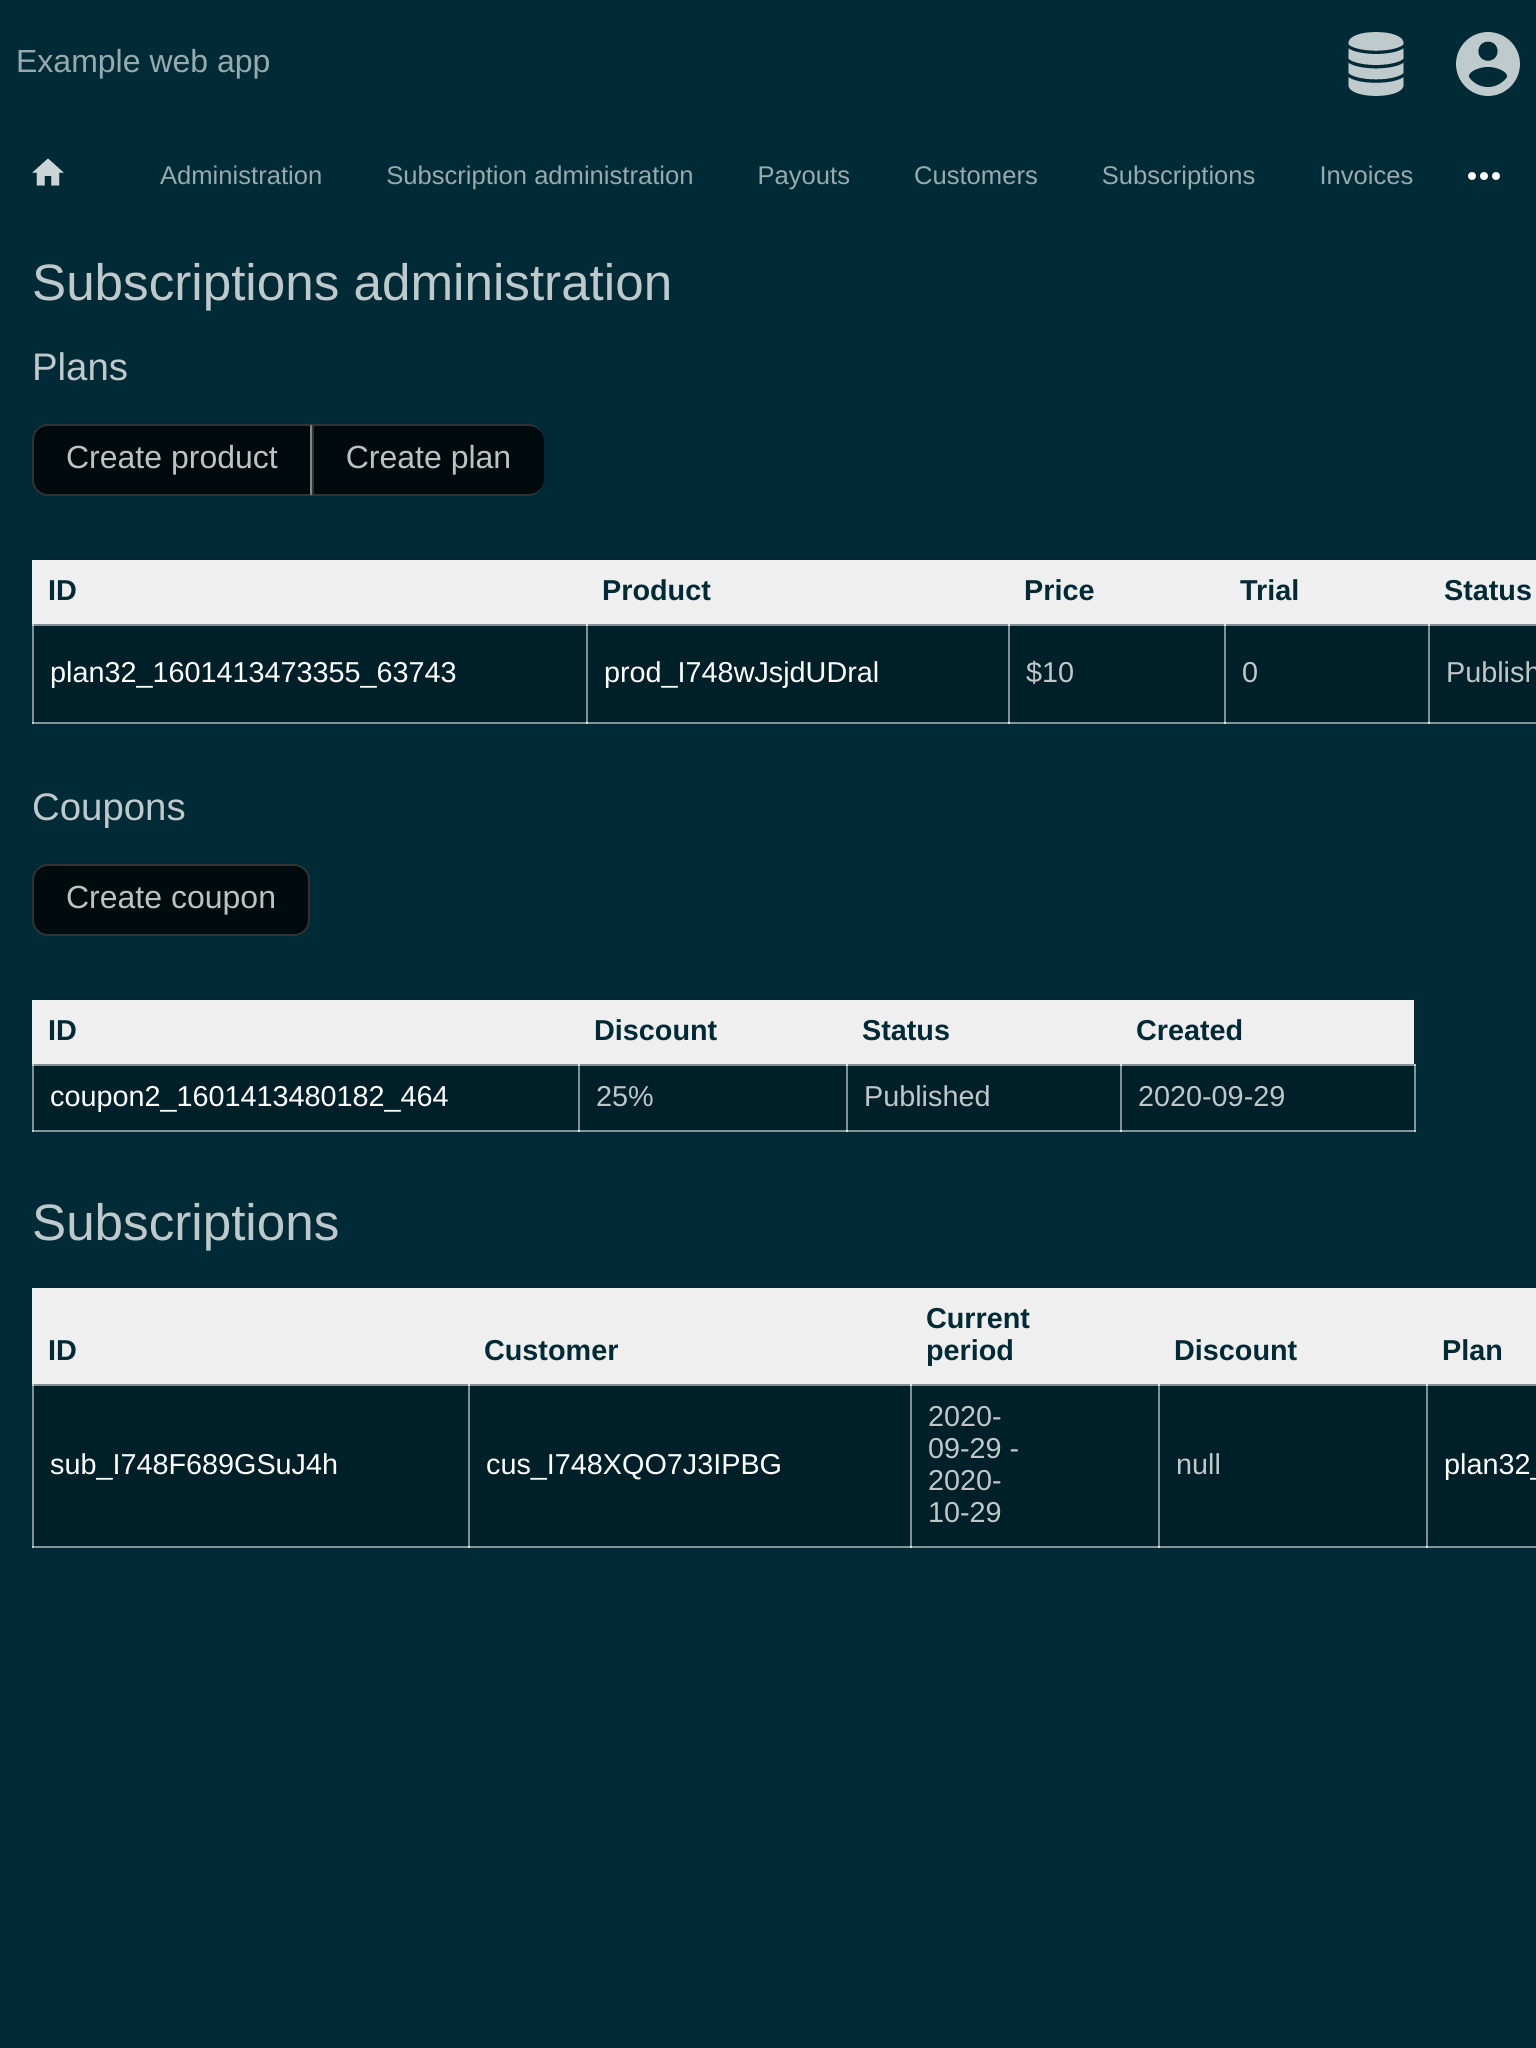 Example web app
Administration Subscription administration Payouts Customers Subscriptions Invoices
Subscriptions administration
Plans
Create product Create plan
ID Product Price Trial Status
plan32_1601413473355_63743 prod_I748wJsjdUDral $10 0 Publish
Coupons
Create coupon
ID Discount Status Created
coupon2_1601413480182_464 25% Published 2020-09-29
Subscriptions
Current
ID Customer period Discount Plan
2020-
09-29 -
sub_I748F689GSuJ4h cus_I748XQO7J3IPBG null plan32_
2020-
10-29